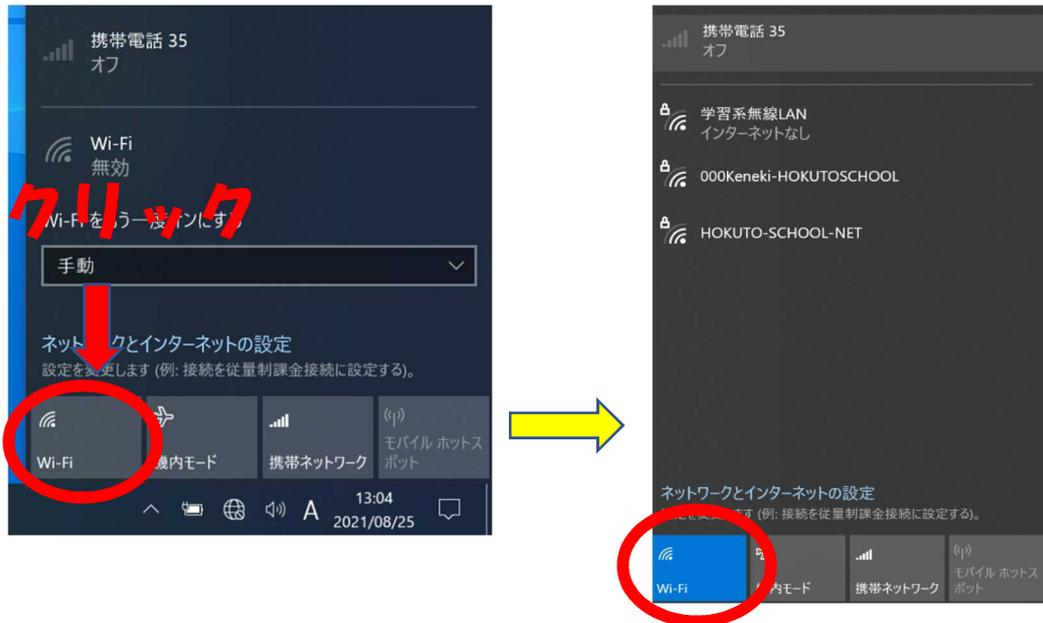 携帯電話 35
オフ
Wi-Fi
無効
クリック
Wi-Fiをもう一度オンにする
手動
ネットワークとインターネットの設定
設定を変更します (例: 接続を従量制課金接続に設定する)。
Wi-Fi
機内モード
携帯ネットワーク
モバイル ホットス
ポット
A
13:04
2021/08/25
携帯電話 35
オフ
学習系無線LAN
インターネットなし
000Keneki-HOKUTOSCHOOL
HOKUTO-SCHOOL-NET
ネットワークとインターネットの設定
設定を変更します (例: 接続を従量制課金接続に設定する)。
Wi-Fi
機内モード
携帯ネットワーク
モバイル ホットス
ポット